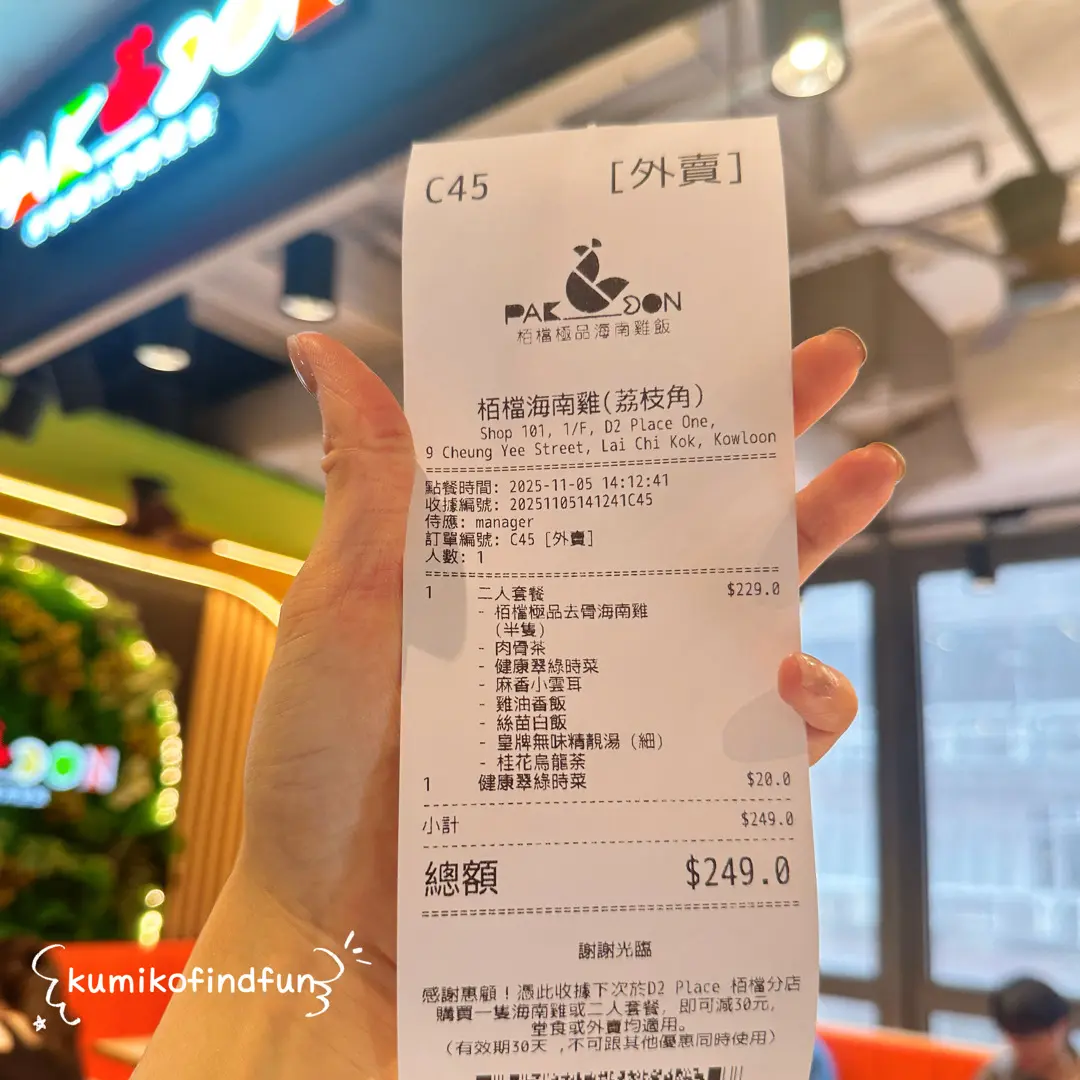 PAK DON
C45 [外賣]
PAK DON
栢檔極品海南雞飯
栢檔海南雞(荔枝角)
Shop 101, 1/F, D2 Place One,
9 Cheung Yee Street, Lai Chi Kok, Kowloon
點餐時間: 2025-11-05 14:12:41
收據編號: 20251105141241C45
侍應: manager
訂單編號: C45 [外賣]
人數: 1
1 二人套餐 $229.0
- 栢檔極品去骨海南雞
(半隻)
- 肉骨茶
- 健康翠綠時菜
- 麻香小雲耳
- 雞油香飯
- 絲苗白飯
- 皇牌無味精靚湯 (細)
- 桂花烏龍茶
1 健康翠綠時菜 $20.0
小計 $249.0
總額 $249.0
謝謝光臨
感謝惠顧！憑此收據下次於D2 Place 栢檔分店
購買一隻海南雞或二人套餐, 即可減30元,
堂食或外賣均適用。
(有效期30天 ,不可跟其他優惠同時使用)
DON
kumikofindfun